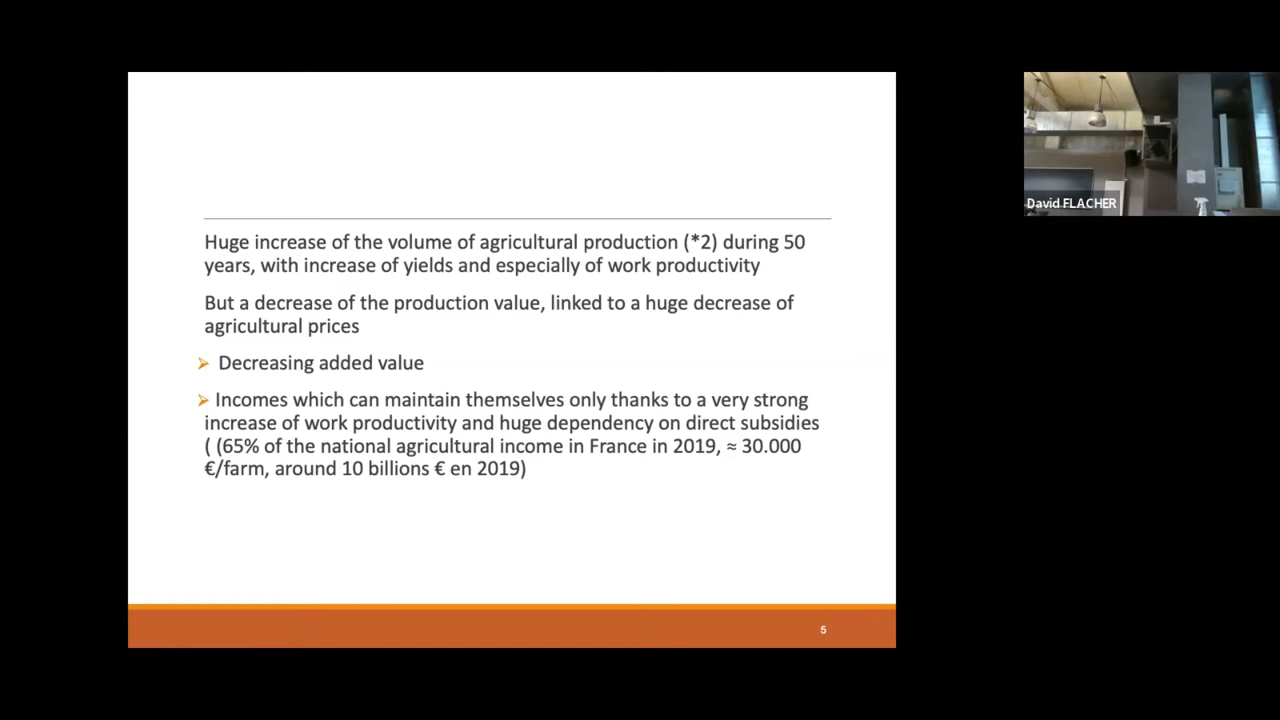 Huge increase of the volume of agricultural production (*2) during 50
years, with increase of yields and especially of work productivity
But a decrease of the production value, linked to a huge decrease of
agricultural prices
Decreasing added value
Incomes which can maintain themselves only thanks to a very strong
increase of work productivity and huge dependency on direct subsidies
( (65% of the national agricultural income in France in 2019, ≈ 30.000
€/farm, around 10 billions € en 2019)
5
David FLACHER